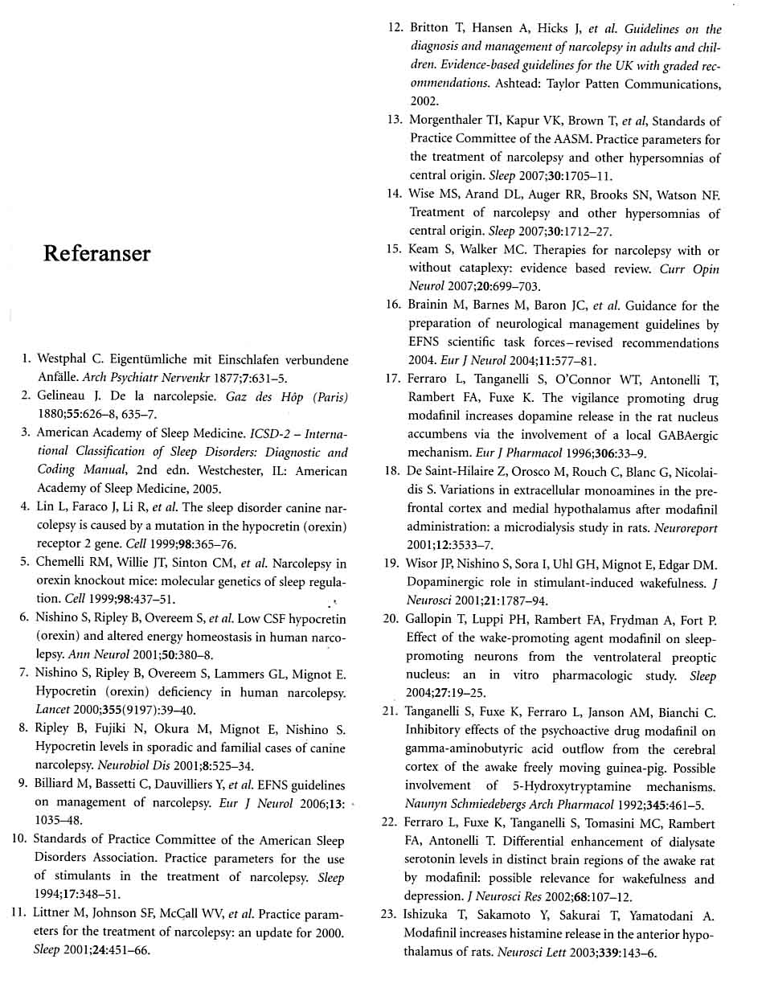 Referanser
1. Westphal C. Eigentümliche mit Einschlafen verbundene
Anfälle. Arch Psychiatr Nervenkr 1877;7:631–5.
2. Gelineau J. De la narcolepsie. Gaz des Hôp (Paris)
1880;55:626–8, 635–7.
3. American Academy of Sleep Medicine. ICSD-2 – Interna-
tional Classification of Sleep Disorders: Diagnostic and
Coding Manual, 2nd edn. Westchester, IL: American
Academy of Sleep Medicine, 2005.
4. Lin L, Faraco J, Li R, et al. The sleep disorder canine nar-
colepsy is caused by a mutation in the hypocretin (orexin)
receptor 2 gene. Cell 1999;98:365–76.
5. Chemelli RM, Willie JT, Sinton CM, et al. Narcolepsy in
orexin knockout mice: molecular genetics of sleep regula-
tion. Cell 1999;98:437–51.
6. Nishino S, Ripley B, Overeem S, et al. Low CSF hypocretin
(orexin) and altered energy homeostasis in human narco-
lepsy. Ann Neurol 2001;50:380–8.
7. Nishino S, Ripley B, Overeem S, Lammers GL, Mignot E.
Hypocretin (orexin) deficiency in human narcolepsy.
Lancet 2000;355(9197):39–40.
8. Ripley B, Fujiki N, Okura M, Mignot E, Nishino S.
Hypocretin levels in sporadic and familial cases of canine
narcolepsy. Neurobiol Dis 2001;8:525–34.
9. Billiard M, Bassetti C, Dauvilliers Y, et al. EFNS guidelines
on management of narcolepsy. Eur J Neurol 2006;13:
1035–48.
10. Standards of Practice Committee of the American Sleep
Disorders Association. Practice parameters for the use
of stimulants in the treatment of narcolepsy. Sleep
1994;17:348–51.
11. Littner M, Johnson SF, McCall WV, et al. Practice param-
eters for the treatment of narcolepsy: an update for 2000.
Sleep 2001;24:451–66.
12. Britton T, Hansen A, Hicks J, et al. Guidelines on the
diagnosis and management of narcolepsy in adults and chil-
dren. Evidence-based guidelines for the UK with graded rec-
ommendations. Ashtead: Taylor Patten Communications,
2002.
13. Morgenthaler TI, Kapur VK, Brown T, et al, Standards of
Practice Committee of the AASM. Practice parameters for
the treatment of narcolepsy and other hypersomnias of
central origin. Sleep 2007;30:1705–11.
14. Wise MS, Arand DL, Auger RR, Brooks SN, Watson NF.
Treatment of narcolepsy and other hypersomnias of
central origin. Sleep 2007;30:1712–27.
15. Keam S, Walker MC. Therapies for narcolepsy with or
without cataplexy: evidence based review. Curr Opin
Neurol 2007;20:699–703.
16. Brainin M, Barnes M, Baron JC, et al. Guidance for the
preparation of neurological management guidelines by
EFNS scientific task forces–revised recommendations
2004. Eur J Neurol 2004;11:577–81.
17. Ferraro L, Tanganelli S, O'Connor WT, Antonelli T,
Rambert FA, Fuxe K. The vigilance promoting drug
modafinil increases dopamine release in the rat nucleus
accumbens via the involvement of a local GABAergic
mechanism. Eur J Pharmacol 1996;306:33–9.
18. De Saint-Hilaire Z, Orosco M, Rouch C, Blanc G, Nicolai-
dis S. Variations in extracellular monoamines in the pre-
frontal cortex and medial hypothalamus after modafinil
administration: a microdialysis study in rats. Neuroreport
2001;12:3533–7.
19. Wisor JP, Nishino S, Sora I, Uhl GH, Mignot E, Edgar DM.
Dopaminergic role in stimulant-induced wakefulness. J
Neurosci 2001;21:1787–94.
20. Gallopin T, Luppi PH, Rambert FA, Frydman A, Fort P.
Effect of the wake-promoting agent modafinil on sleep-
promoting neurons from the ventrolateral preoptic
nucleus: an in vitro pharmacologic study. Sleep
2004;27:19–25.
21. Tanganelli S, Fuxe K, Ferraro L, Janson AM, Bianchi C.
Inhibitory effects of the psychoactive drug modafinil on
gamma-aminobutyric acid outflow from the cerebral
cortex of the awake freely moving guinea-pig. Possible
involvement of 5-Hydroxytryptamine mechanisms.
Naunyn Schmiedebergs Arch Pharmacol 1992;345:461–5.
22. Ferraro L, Fuxe K, Tanganelli S, Tomasini MC, Rambert
FA, Antonelli T. Differential enhancement of dialysate
serotonin levels in distinct brain regions of the awake rat
by modafinil: possible relevance for wakefulness and
depression. J Neurosci Res 2002;68:107–12.
23. Ishizuka T, Sakamoto Y, Sakurai T, Yamatodani A.
Modafinil increases histamine release in the anterior hypo-
thalamus of rats. Neurosci Lett 2003;339:143–6.